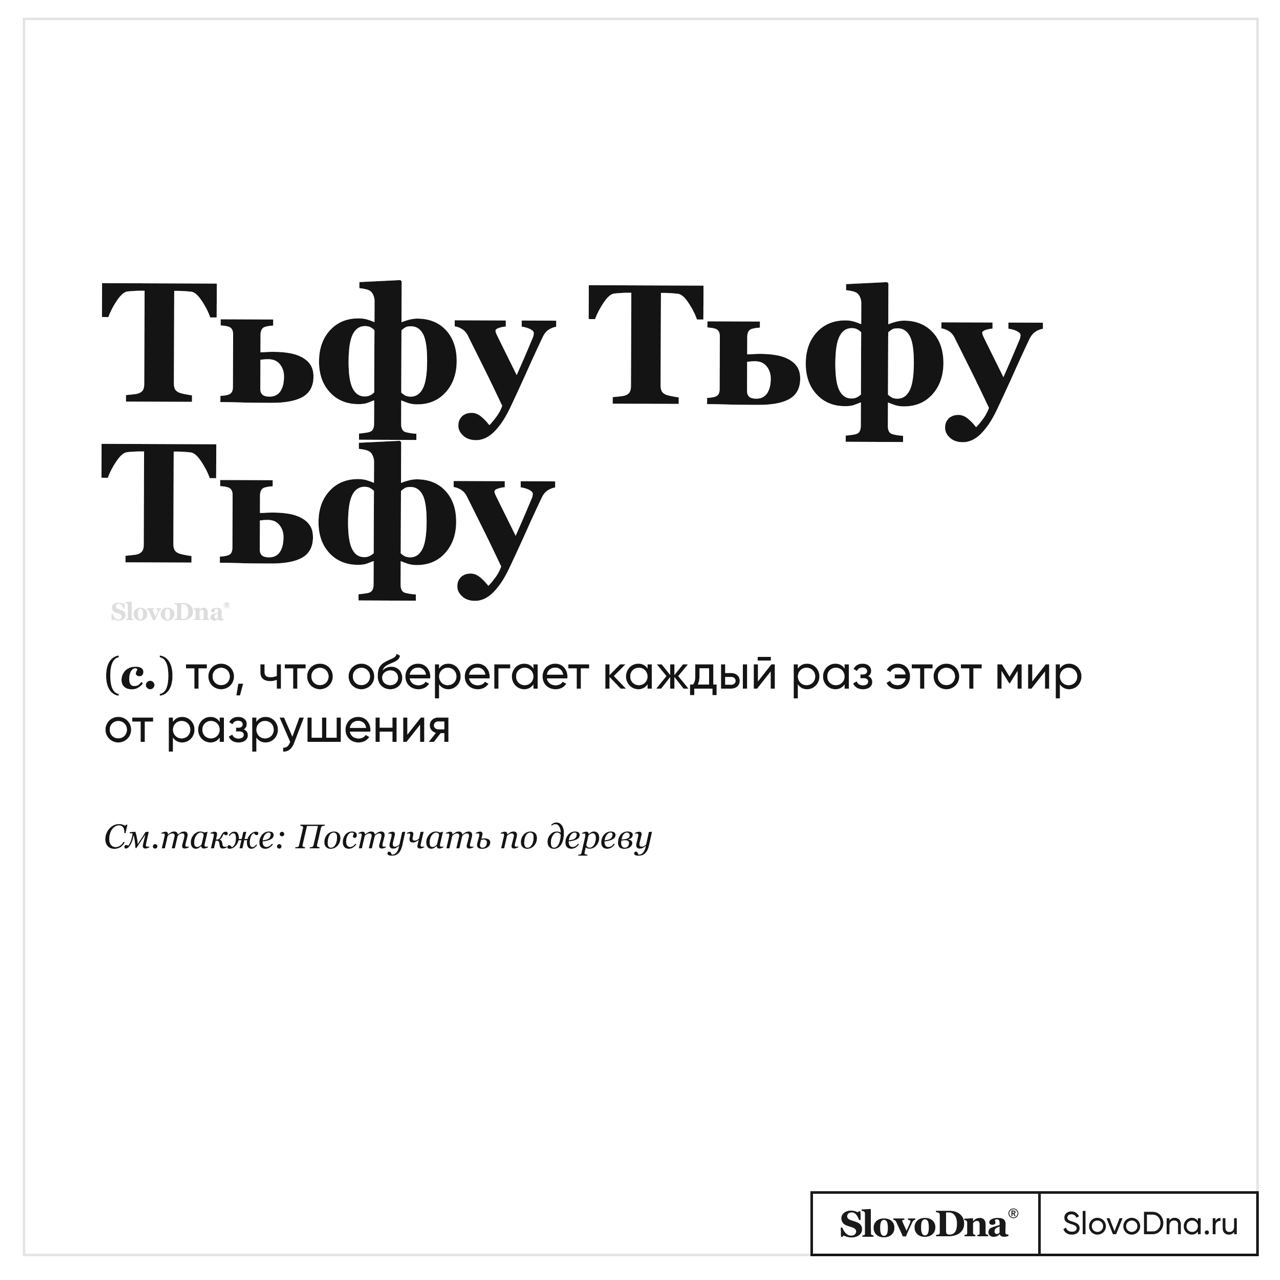 Тьфу Тьфу
Тьфу
SlovoDna®
(с.) то, что оберегает каждый раз этот мир
от разрушения
См.также: Постучать по дереву
SlovoDna® SlovoDna.ru